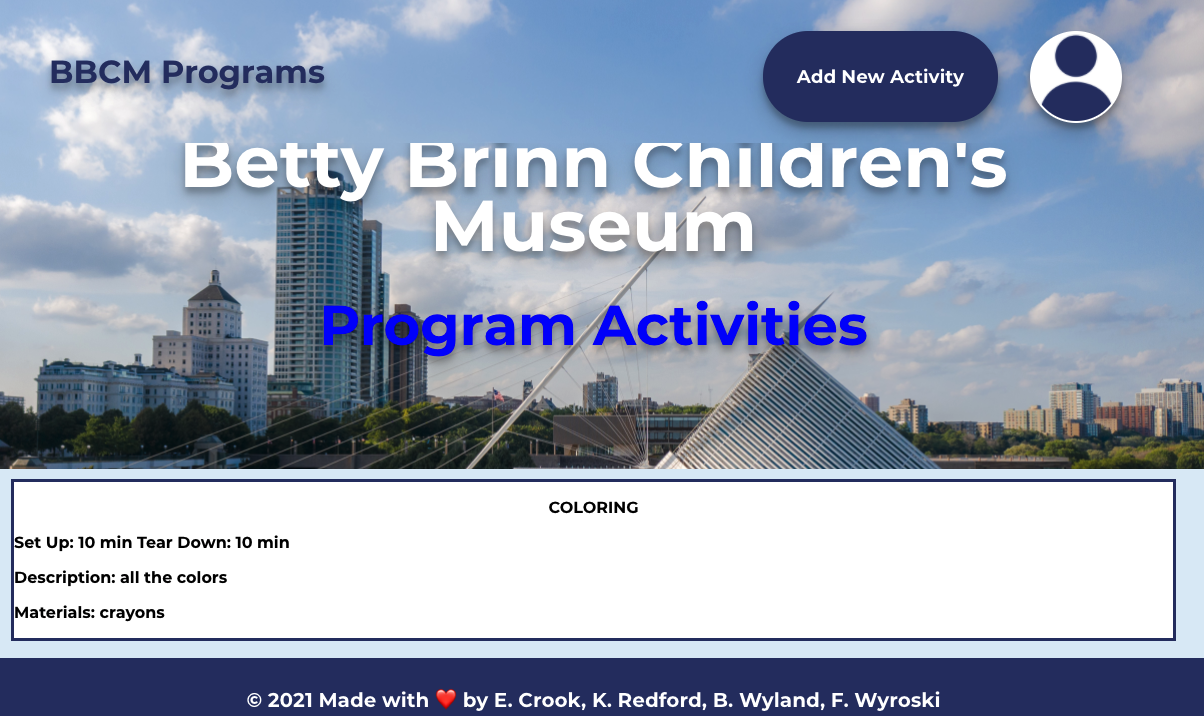 BBCM Programs
Add New Activity
Betty Brinn Children's
Museum
Program Activities
COLORING
Set Up: 10 min Tear Down: 10 min
Description: all the colors
Materials: crayons
© 2021 Made with ❤️ by E. Crook, K. Redford, B. Wyland, F. Wyroski